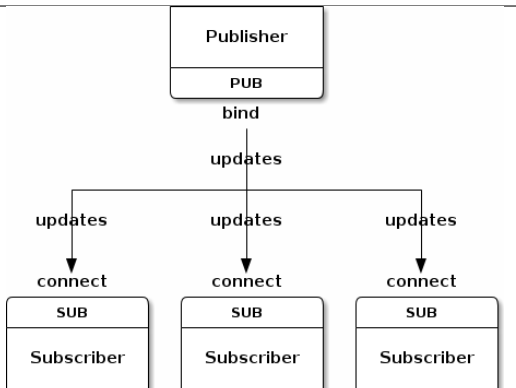 Publisher
PUB
bind
updates
updates updates updates
connect connect connect
SUB SUB SUB
Subscriber Subscriber Subscriber